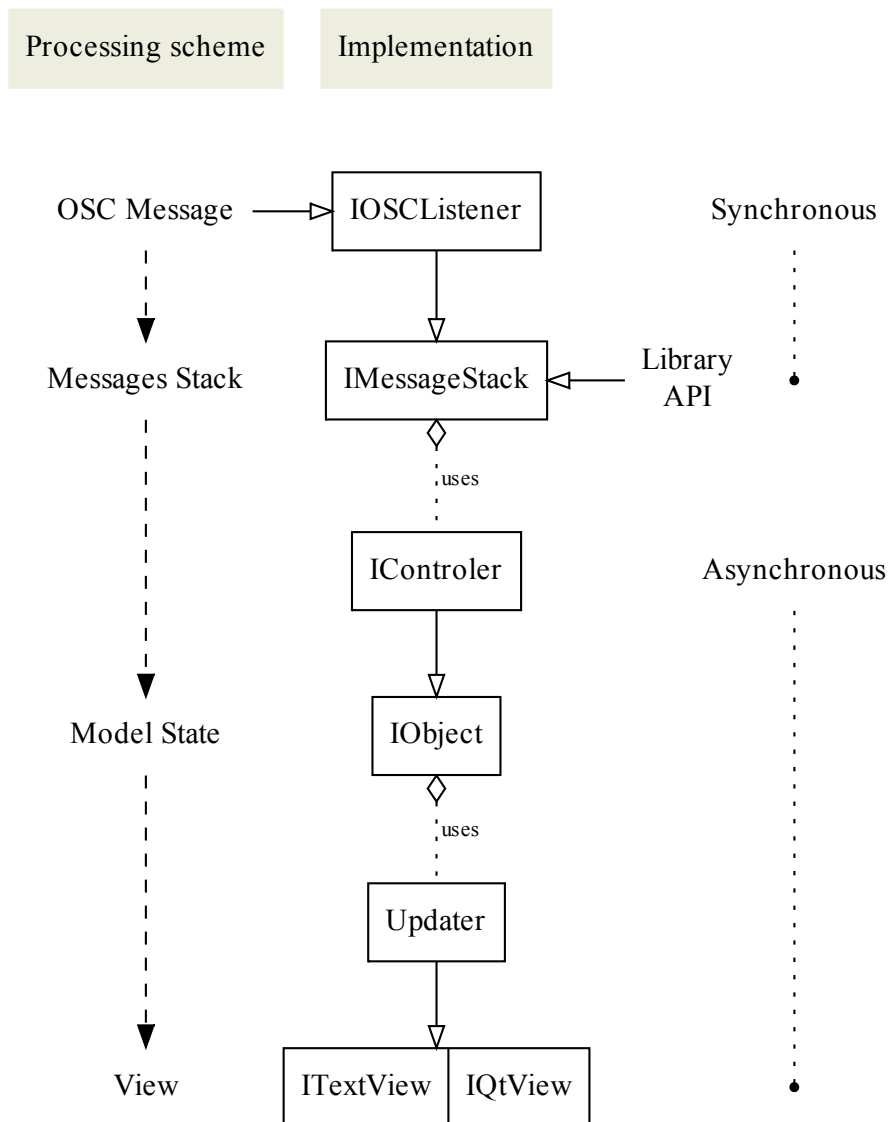 Processing scheme
Implementation
OSC Message
IOSCListener
Synchronous
Messages Stack
IMessageStack
Library
API
uses
IControler
Asynchronous
Model State
IObject
uses
Updater
View
ITextView
IQtView